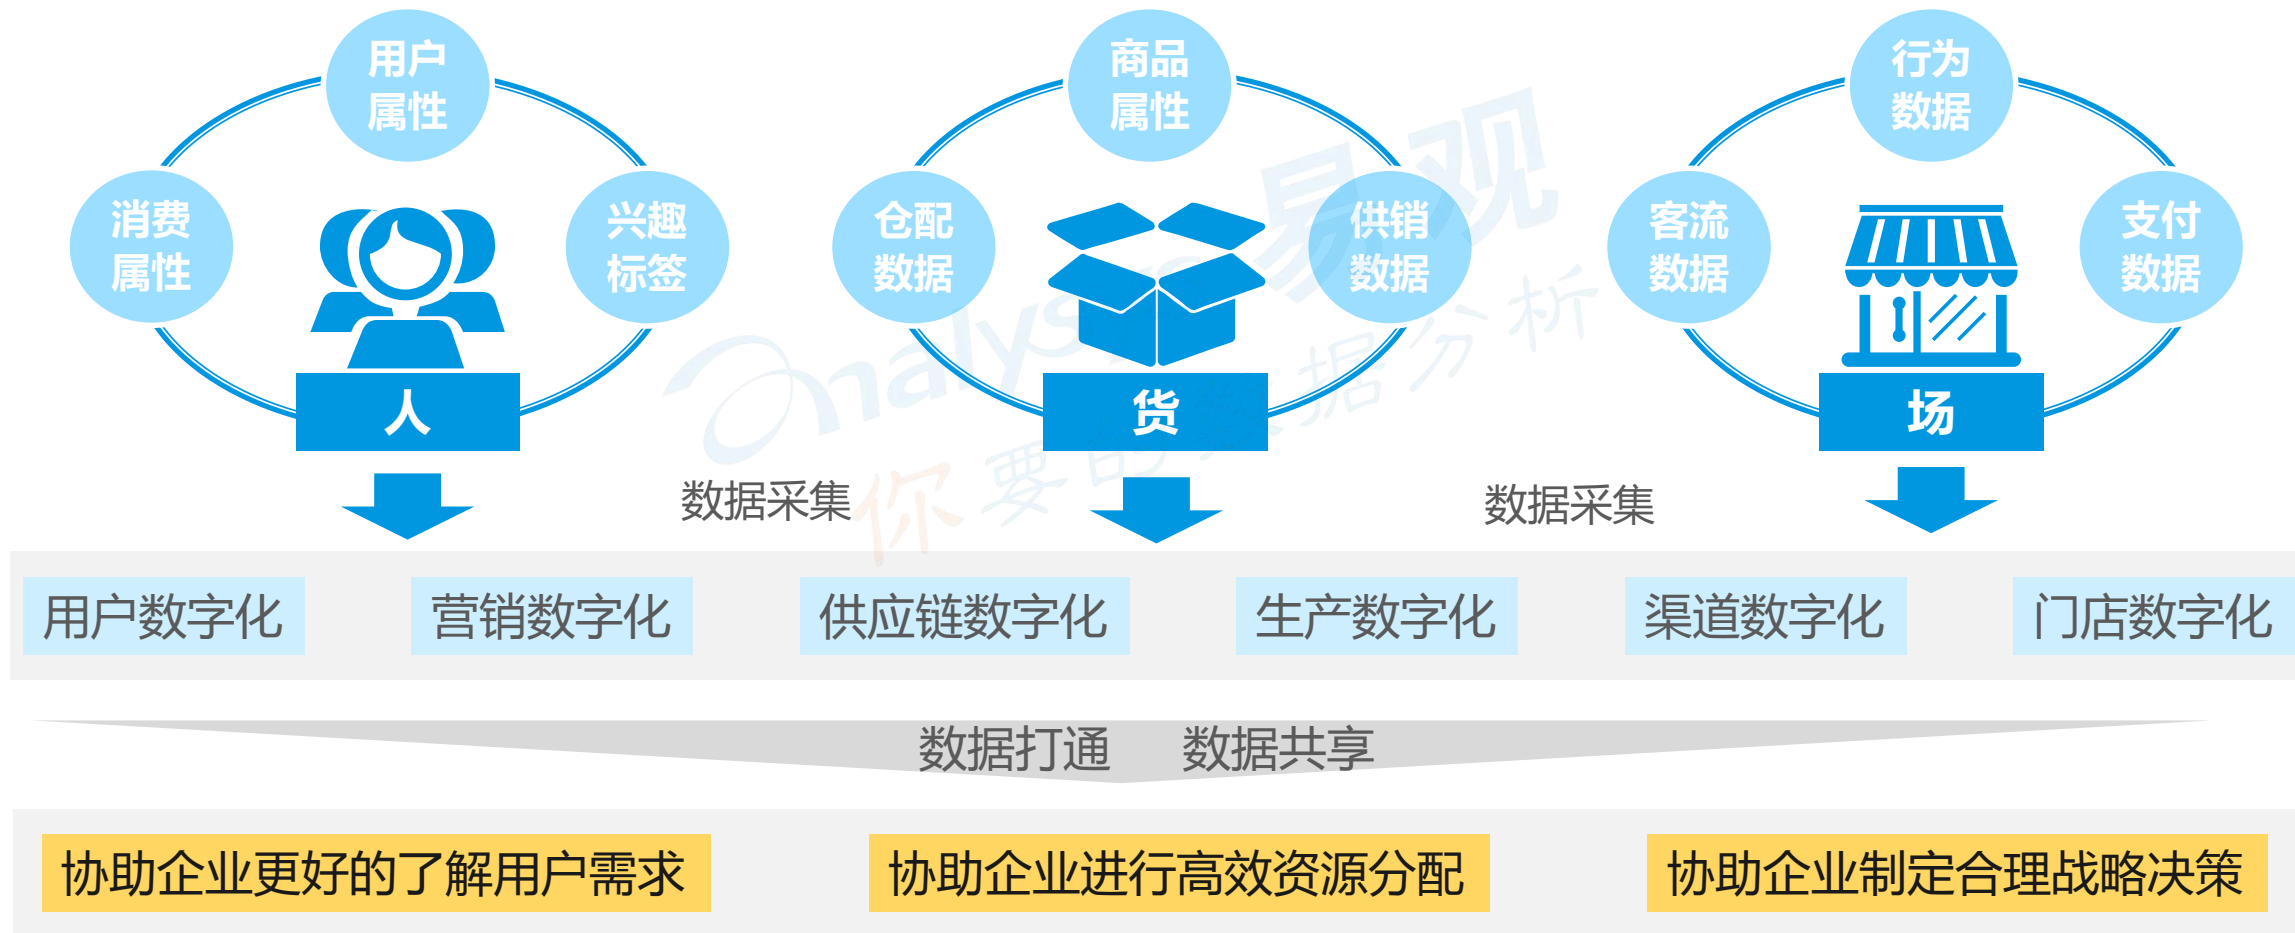 用户
属性
消费
属性
兴趣
标签
人
商品
属性
仓配
数据
供销
数据
货
行为
数据
客流
数据
支付
数据
场
nalysys 易观
你要的数据分析
数据采集
数据采集
用户数字化
营销数字化
供应链数字化
生产数字化
渠道数字化
门店数字化
数据打通 数据共享
协助企业更好的了解用户需求
协助企业进行高效资源分配
协助企业制定合理战略决策